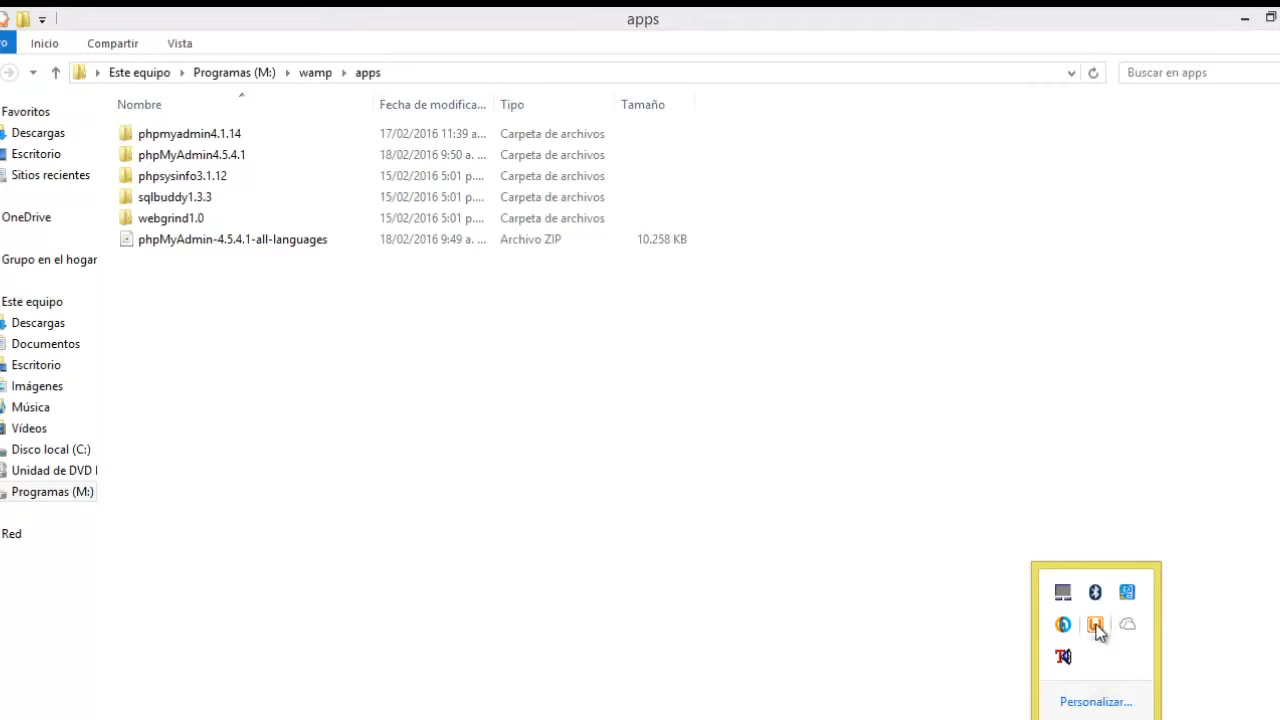 apps
Inicio Compartir Vista
Este equipo Programas (M:) wamp apps Buscar en apps
Nombre Fecha de modifica... Tipo Tamaño
phpmyadmin4.1.14 17/02/2016 11:39 a... Carpeta de archivos
phpMyAdmin4.5.4.1 18/02/2016 9:50 a. ... Carpeta de archivos
phpsysinfo3.1.12 15/02/2016 5:01 p.... Carpeta de archivos
sqlbuddy1.3.3 15/02/2016 5:01 p.... Carpeta de archivos
webgrind1.0 15/02/2016 5:01 p.... Carpeta de archivos
phpMyAdmin-4.5.4.1-all-languages 18/02/2016 9:49 a. ... Archivo ZIP 10.258 KB
Favoritos
Descargas
Escritorio
Sitios recientes
OneDrive
Grupo en el hogar
Este equipo
Descargas
Documentos
Escritorio
Imágenes
Música
Vídeos
Disco local (C:)
Unidad de DVD
Programas (M:)
Red
Personalizar...